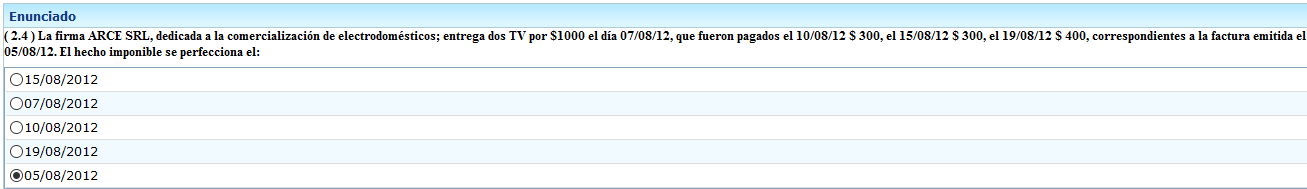 Enunciado
( 2.4 ) La firma ARCE SRL, dedicada a la comercialización de electrodomésticos; entrega dos TV por $1000 el día 07/08/12, que fueron pagados el 10/08/12 $ 300, el 15/08/12 $ 300, el 19/08/12 $ 400, correspondientes a la factura emitida el
05/08/12. El hecho imponible se perfecciona el:
15/08/2012
07/08/2012
10/08/2012
19/08/2012
05/08/2012